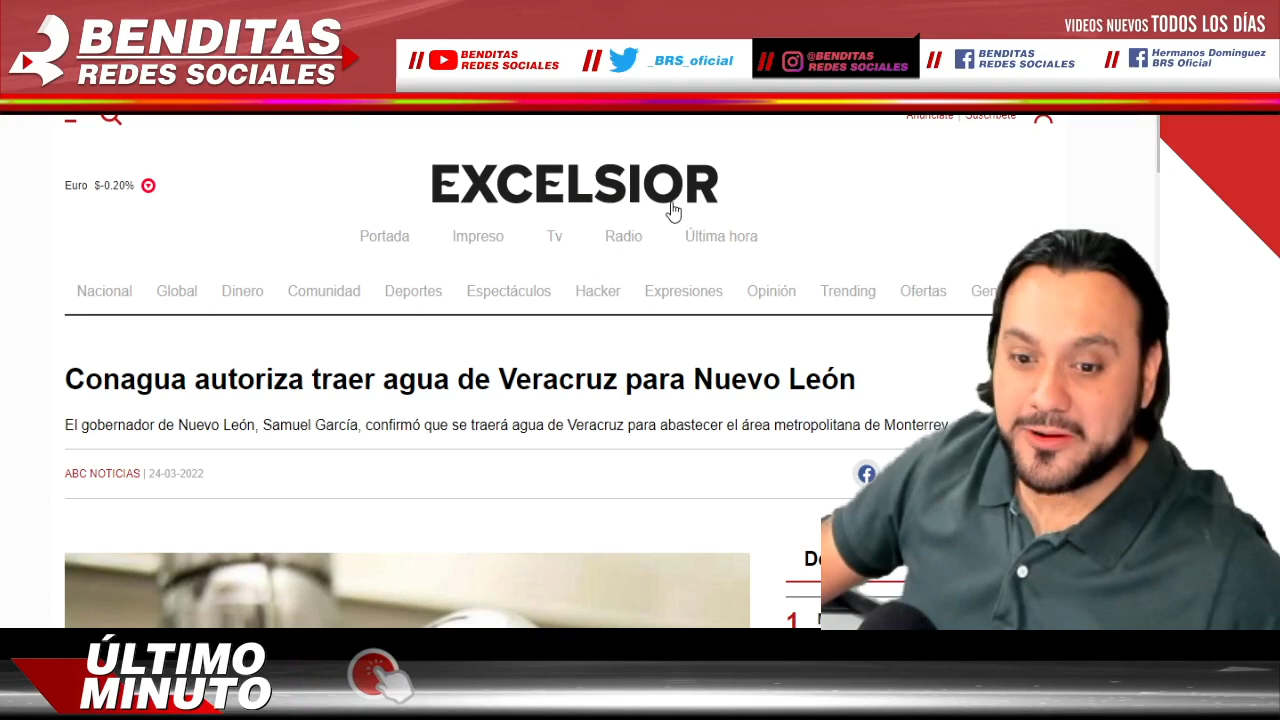 BENDITAS
REDES SOCIALES
VIDEOS NUEVOS TODOS LOS DÍAS
BENDITAS
REDES SOCIALES
_BRS_oficial
@BENDITAS
REDES SOCIALES
BENDITAS
REDES SOCIALES
Hermanos Dominguez
BRS Oficial
Anúnciate | Suscríbete
Euro $-0.20%
EXCELSIOR
Portada Impreso Tv Radio Última hora
Nacional Global Dinero Comunidad Deportes Espectáculos Hacker Expresiones Opinión Trending Ofertas
Conagua autoriza traer agua de Veracruz para Nuevo León
El gobernador de Nuevo León, Samuel García, confirmó que se traerá agua de Veracruz para abastecer el área metropolitana de Monterrey
ABC NOTICIAS | 24-03-2022
1
ÚLTIMO
MINUTO